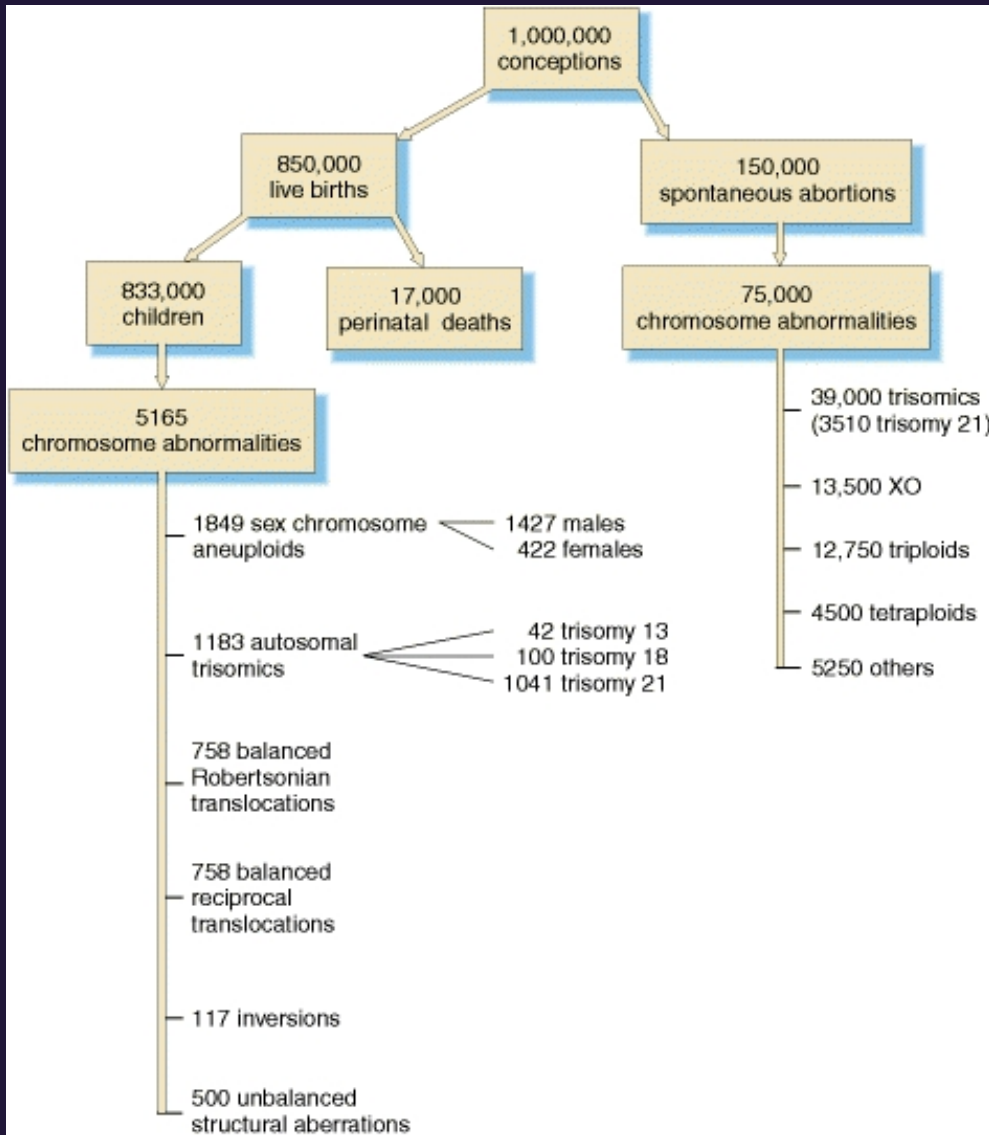 1,000,000
conceptions
850,000
live births
150,000
spontaneous abortions
833,000
children
17,000
perinatal deaths
75,000
chromosome abnormalities
5165
chromosome abnormalities
39,000 trisomics
(3510 trisomy 21)
13,500 XO
12,750 triploids
4500 tetraploids
5250 others
1849 sex chromosome
aneuploids
1427 males
422 females
1183 autosomal
trisomics
42 trisomy 13
100 trisomy 18
1041 trisomy 21
758 balanced
Robertsonian
translocations
758 balanced
reciprocal
translocations
117 inversions
500 unbalanced
structural aberrations